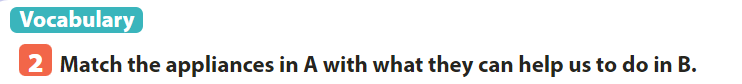 Vocabulary
2 Match the appliances in A with what they can help us to do in B.